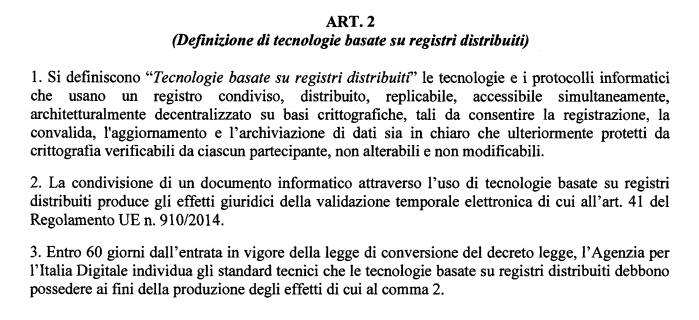 ART. 2
(Definizione di tecnologie basate su registri distribuiti)
1. Si definiscono “Tecnologie basate su registri distribuiti” le tecnologie e i protocolli informatici
che usano un registro condiviso, distribuito, replicabile, accessibile simultaneamente,
architetturalmente decentralizzato su basi crittografiche, tali da consentire la registrazione, la
convalida, l'aggiornamento e l’archiviazione di dati sia in chiaro che ulteriormente protetti da
crittografia verificabili da ciascun partecipante, non alterabili e non modificabili.
2. La condivisione di un documento informatico attraverso l’uso di tecnologie basate su registri
distribuiti produce gli effetti giuridici della validazione temporale elettronica di cui all’art. 41 del
Regolamento UE n. 910/2014.
3. Entro 60 giorni dall’entrata in vigore della legge di conversione del decreto legge, l’Agenzia per
l’Italia Digitale individua gli standard tecnici che le tecnologie basate su registri distribuiti debbono
possedere ai fini della produzione degli effetti di cui al comma 2.